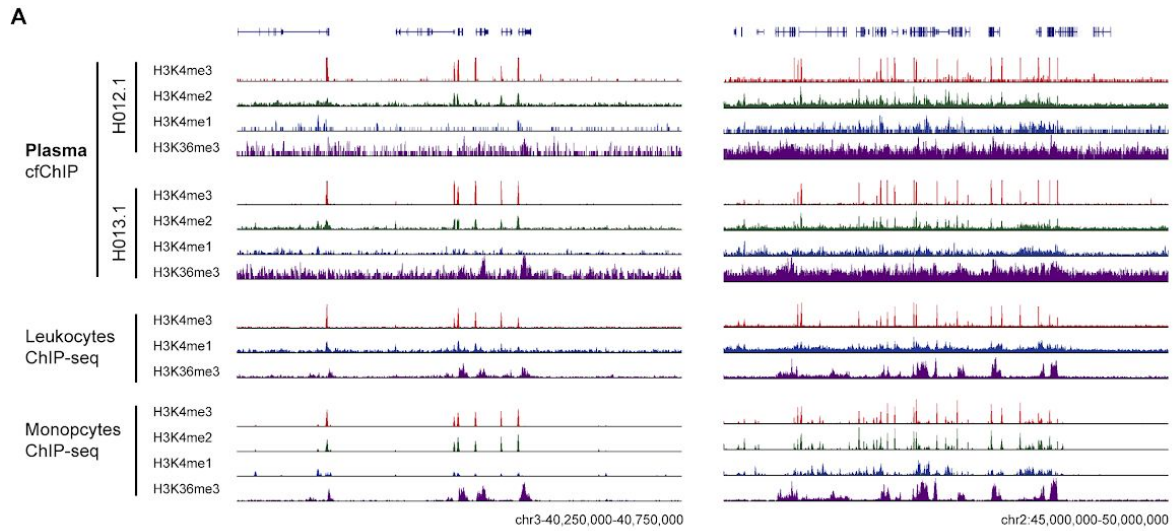 A
Plasma
cfChIP
H012.1
H3K4me3
H3K4me2
H3K4me1
H3K36me3
H013.1
H3K4me3
H3K4me2
H3K4me1
H3K36me3
Leukocytes
ChIP-seq
H3K4me3
H3K4me1
H3K36me3
Monopcytes
ChIP-seq
H3K4me3
H3K4me2
H3K4me1
H3K36me3
chr3-40,250,000-40,750,000
chr2:45,000,000-50,000,000